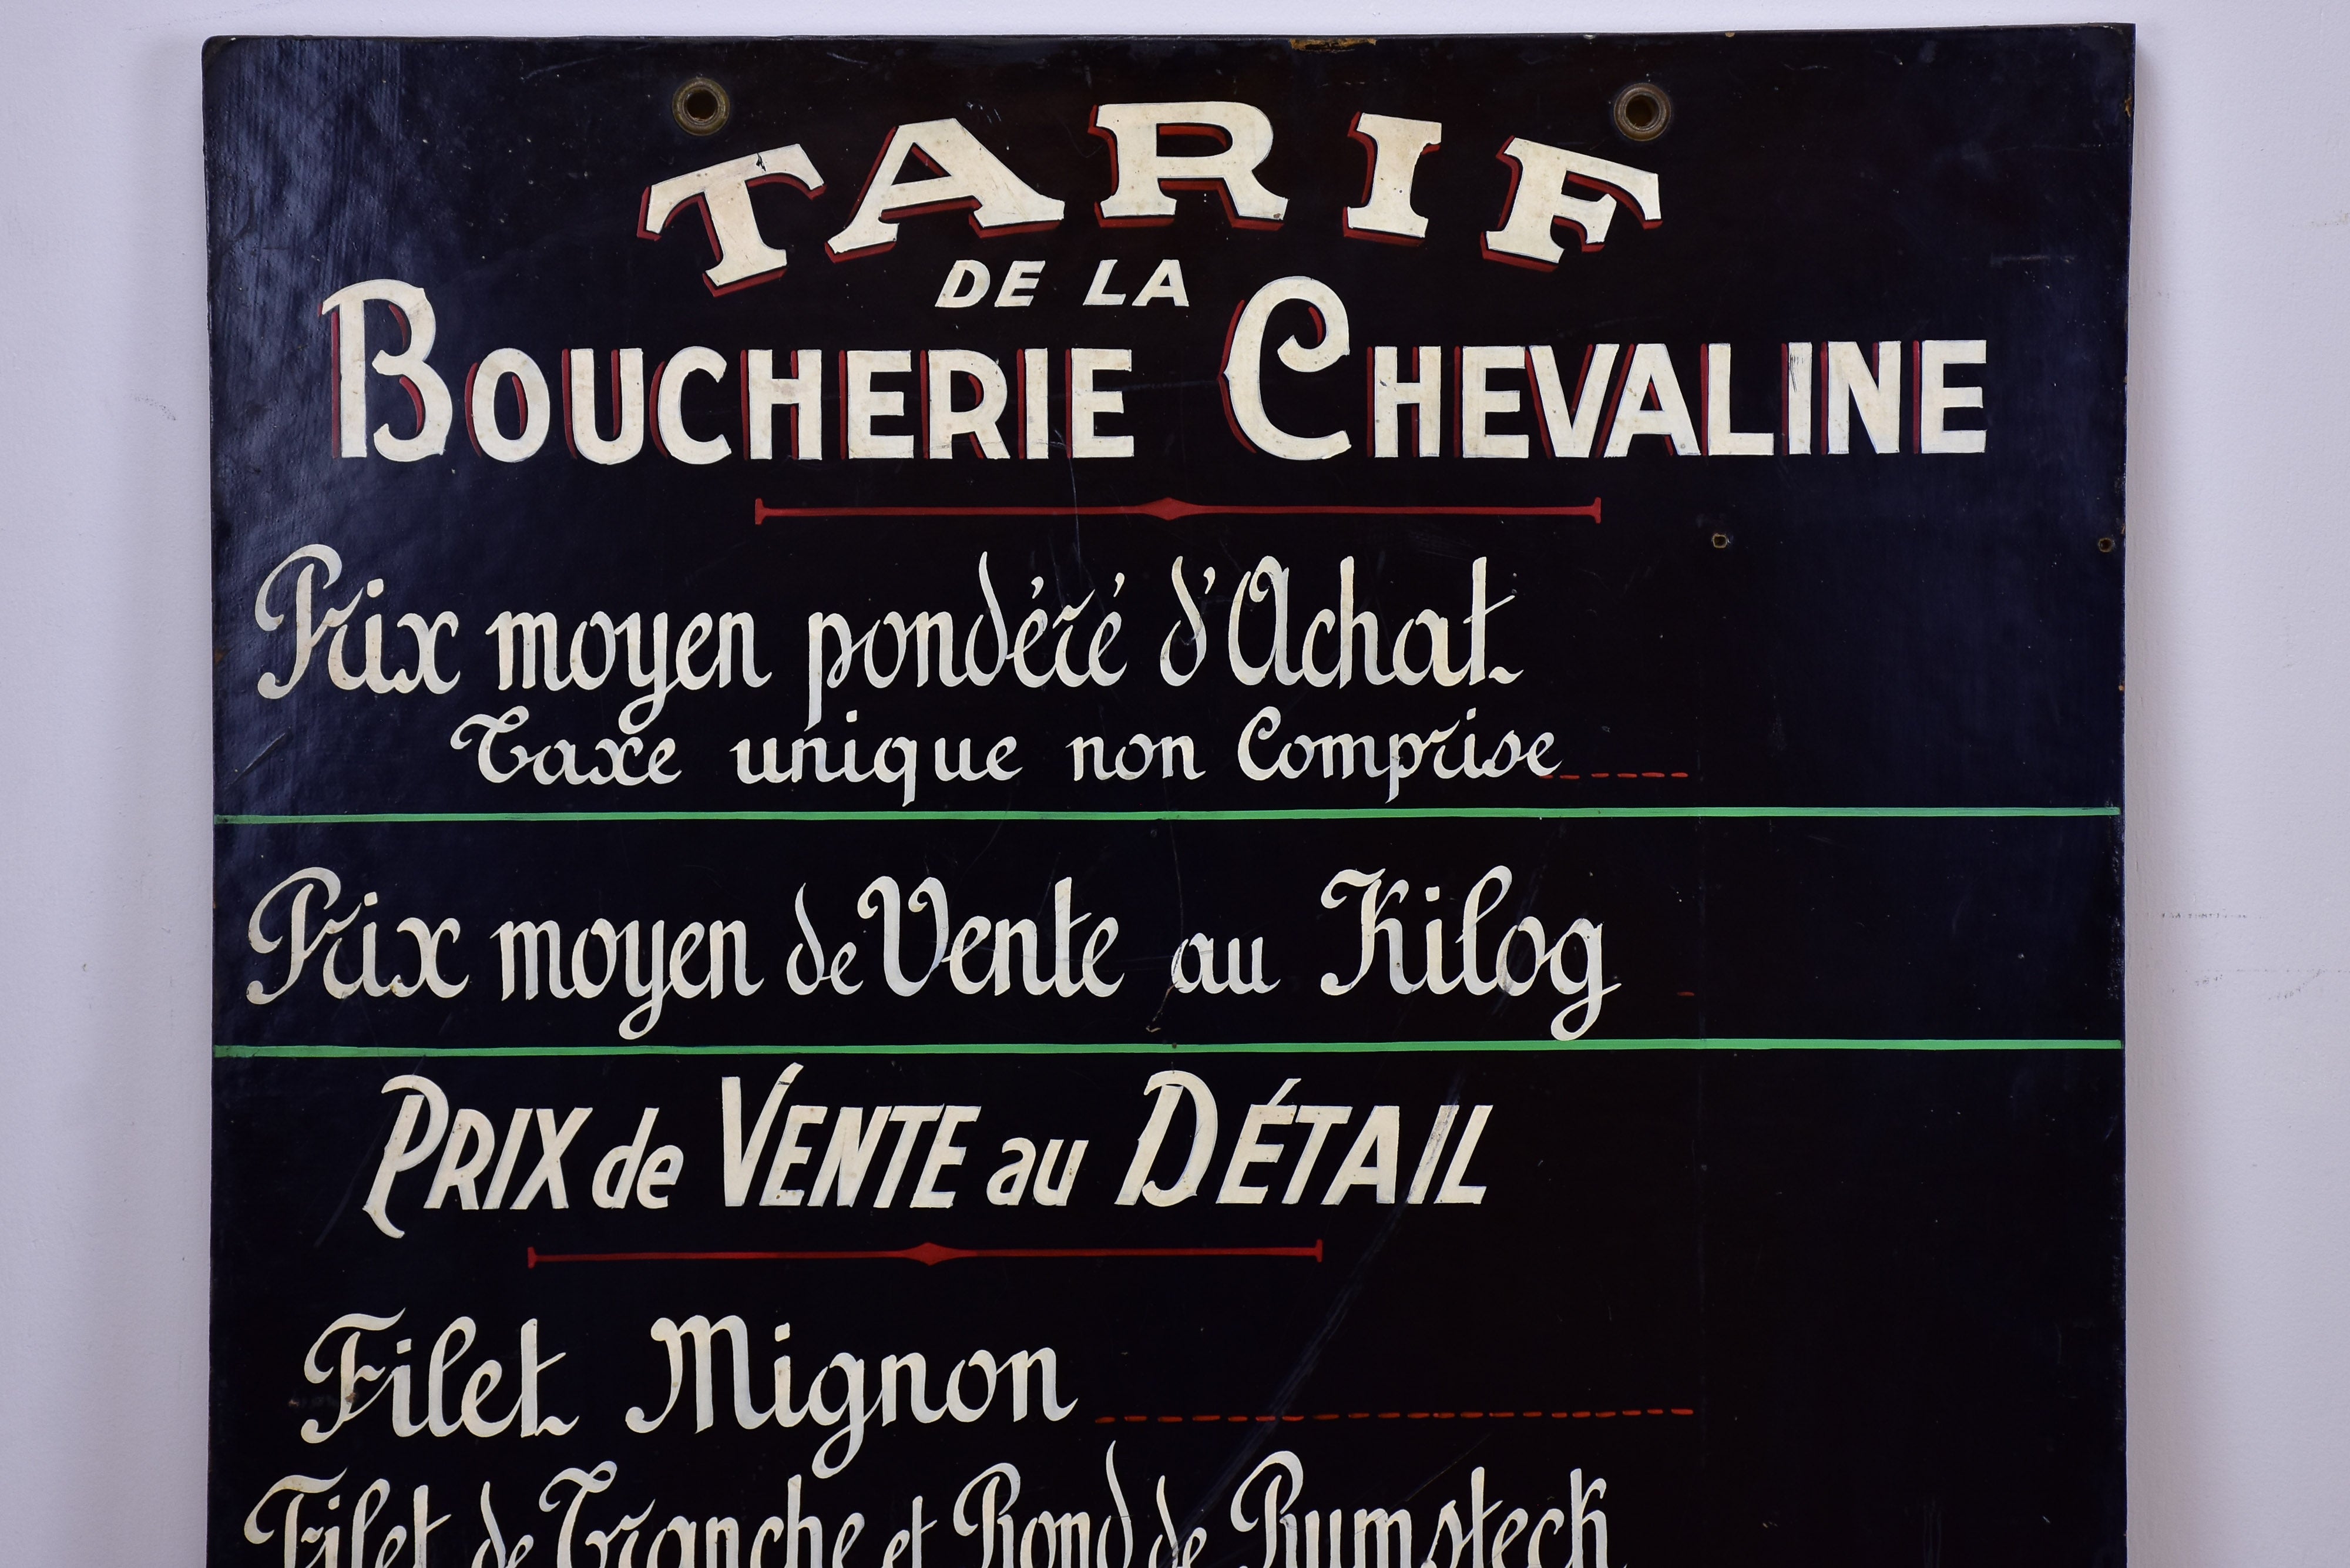 TARIF
DE LA
BOUCHERIE CHEVALINE
Prix moyen pondéré d'Achat
Taxe unique non Comprise
Prix moyen de Vente au Kilog
PRIX de VENTE au DÉTAIL
Filet Mignon
Filet de Tranche et Rond de Rumsteck